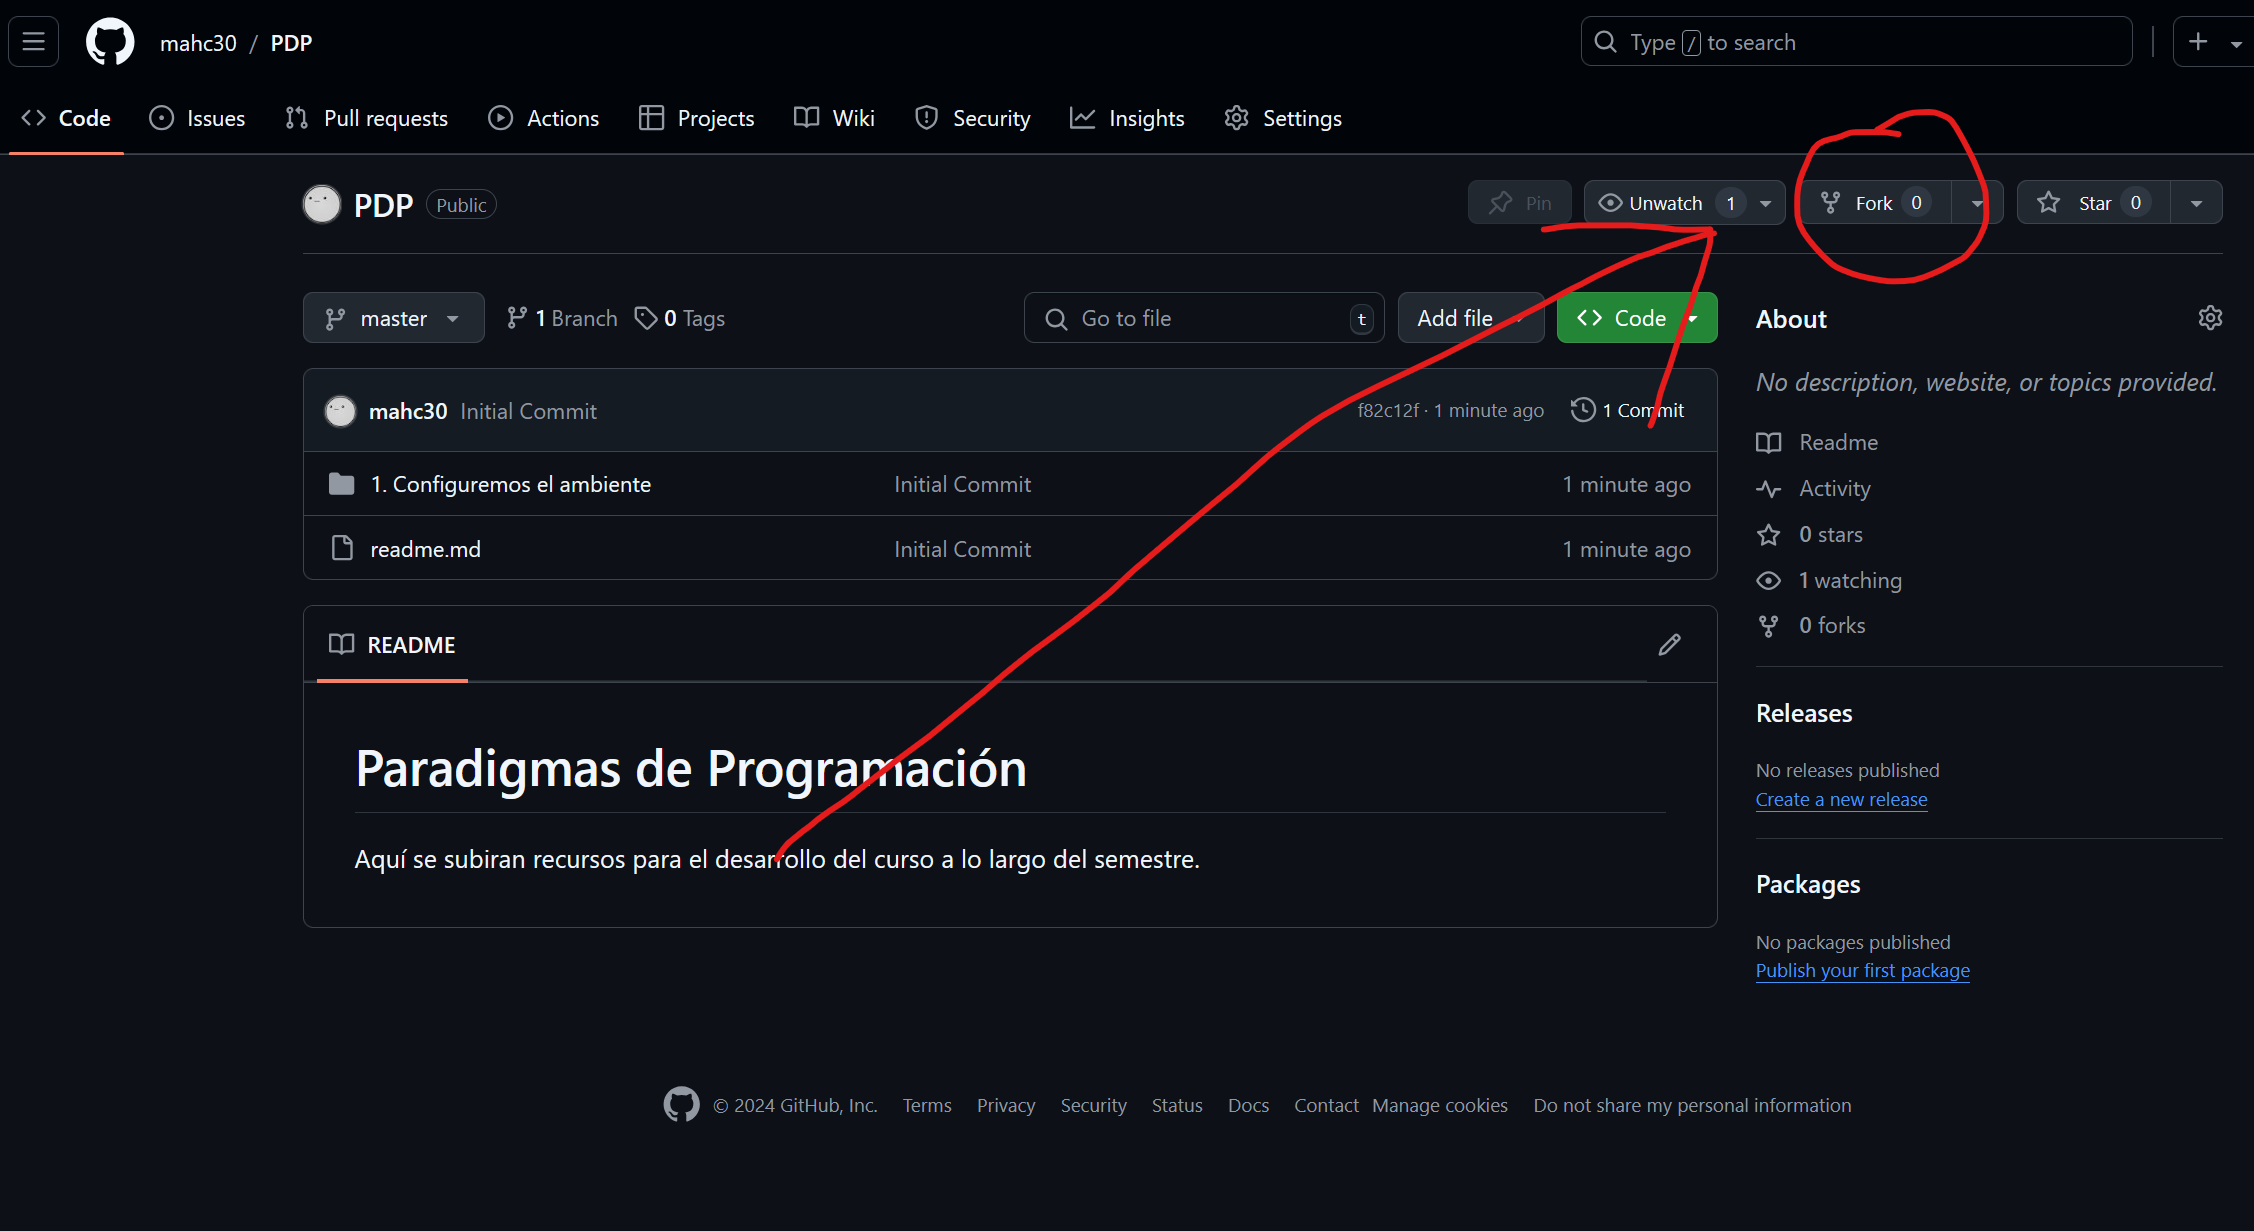 mahc30 / PDP
Type / to search
Code Issues Pull requests Actions Projects Wiki Security Insights Settings
PDP Public
Pin Unwatch 1 Fork 0 Star 0
master 1 Branch 0 Tags Go to file t Add file Code
mahc30 Initial Commit f82c12f · 1 minute ago 1 Commit
1. Configuremos el ambiente Initial Commit 1 minute ago
readme.md Initial Commit 1 minute ago
README
Paradigmas de Programación
Aquí se subiran recursos para el desarrollo del curso a lo largo del semestre.
About
No description, website, or topics provided.
Readme
Activity
0 stars
1 watching
0 forks
Releases
No releases published
Create a new release
Packages
No packages published
Publish your first package
© 2024 GitHub, Inc. Terms Privacy Security Status Docs Contact Manage cookies Do not share my personal information